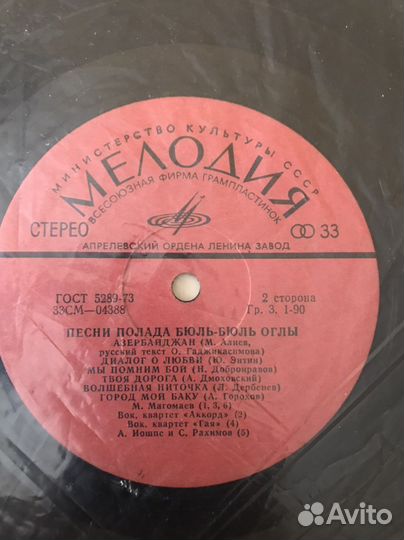 МИНИСТЕРСТВО КУЛЬТУРЫ СССР
МЕЛОДИЯ
ВСЕСОЮЗНАЯ ФИРМА ГРАМПЛАСТИНОК
СТЕРЕО
33
АПРЕЛЕВСКИЙ ОРДЕНА ЛЕНИНА ЗАВОД
ГОСТ 5289-73
2 сторона
33СМ—04388
Гр. 3. 1-90
ПЕСНИ ПОЛАДА БЮЛЬ-БЮЛЬ ОГЛЫ
АЗЕРБАЙДЖАН (М. Алиев,
русский текст О. Гаджикасимова)
ДИАЛОГ О ЛЮБВИ (Ю. Энтин)
МЫ ПОМНИМ БОЙ (Н. Добронравов)
ТВОЯ ДОРОГА (А. Дмоховский)
ВОЛШЕБНАЯ НИТОЧКА (Л. Дербенев)
ГОРОД МОЙ БАКУ (А. Горохов)
М. Магомаев (1, 3, 6)
Вок. квартет «Аккорд» (2)
Вок. квартет «Гая» (4)
А. Иошпе и С. Рахимов (5)
Avito